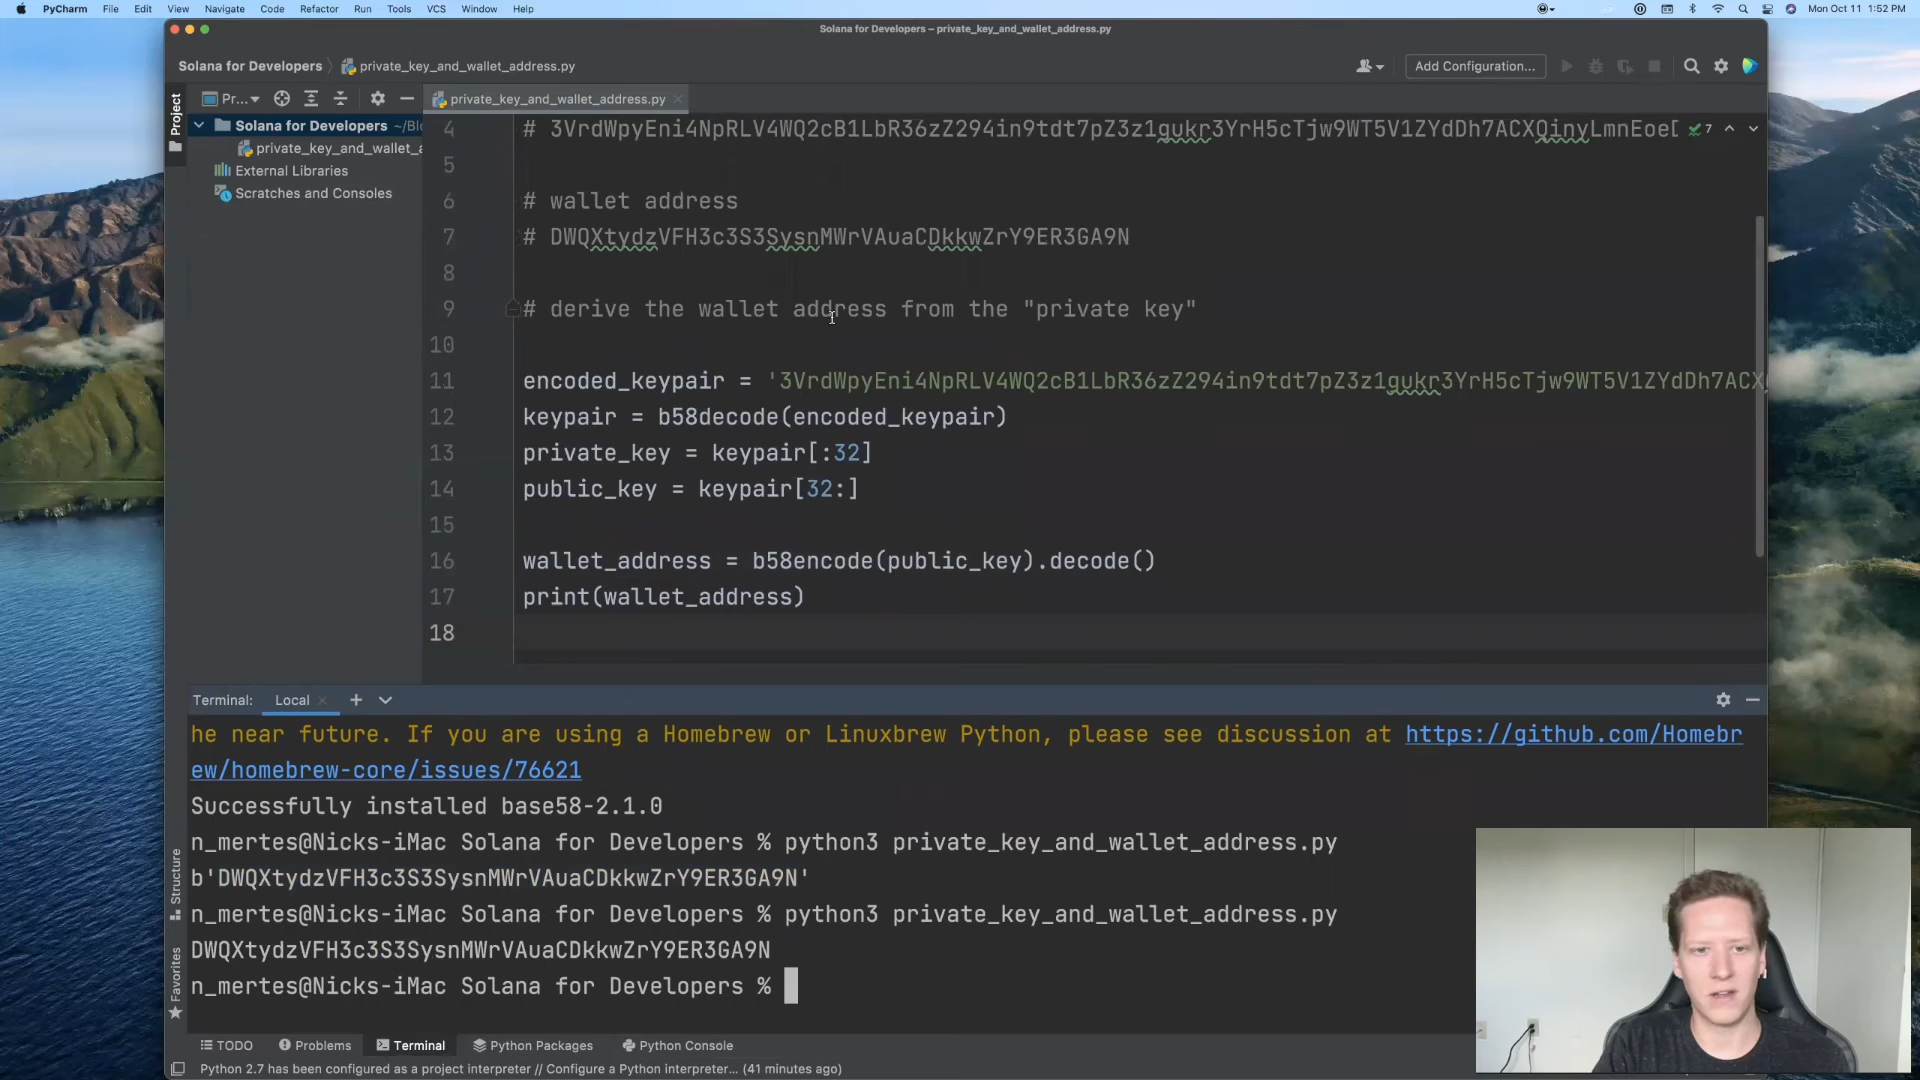 PyCharm File Edit View Navigate Code Refactor Run Tools VCS Window Help Mon Oct 11 1:52 PM
Solana for Developers – private_key_and_wallet_address.py
Solana for Developers private_key_and_wallet_address.py Add Configuration...
Project
Pr... private_key_and_wallet_address.py
Solana for Developers ~/Bl
private_key_and_wallet_a
External Libraries
Scratches and Consoles
4 # 3VrdWpyEni4NpRLV4WQ2cB1LbR36zZ294in9tdt7pZ3z1gukr3YrH5cTjw9WT5V1ZYdDh7ACXQinyLmnEoe 7
5
6 # wallet address
7 # DWQXtydzVFH3c3S3SysnMWrVAuaCDkkwZrY9ER3GA9N
8
9 # derive the wallet address from the "private key"
10
11 encoded_keypair = '3VrdWpyEni4NpRLV4WQ2cB1LbR36zZ294in9tdt7pZ3z1gukr3YrH5cTjw9WT5V1ZYdDh7ACX
12 keypair = b58decode(encoded_keypair)
13 private_key = keypair[:32]
14 public_key = keypair[32:]
15
16 wallet_address = b58encode(public_key).decode()
17 print(wallet_address)
18
Terminal: Local
he near future. If you are using a Homebrew or Linuxbrew Python, please see discussion at https://github.com/Homebr
ew/homebrew-core/issues/76621
Successfully installed base58-2.1.0
n_mertes@Nicks-iMac Solana for Developers % python3 private_key_and_wallet_address.py
b'DWQXtydzVFH3c3S3SysnMWrVAuaCDkkwZrY9ER3GA9N'
n_mertes@Nicks-iMac Solana for Developers % python3 private_key_and_wallet_address.py
DWQXtydzVFH3c3S3SysnMWrVAuaCDkkwZrY9ER3GA9N
n_mertes@Nicks-iMac Solana for Developers %
Structure
Favorites
TODO Problems Terminal Python Packages Python Console
Python 2.7 has been configured as a project interpreter // Configure a Python interpreter... (41 minutes ago)